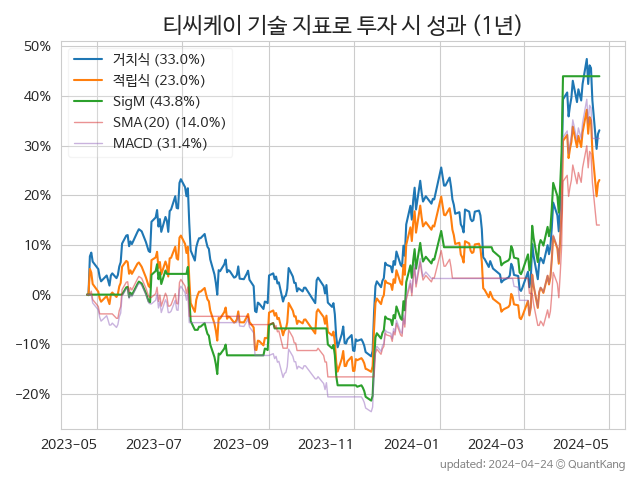 티씨케이 기술 지표로 투자 시 성과 (1년)
50%
40%
30%
20%
10%
0%
−10%
−20%
거치식 (33.0%)
적립식 (23.0%)
SigM (43.8%)
SMA(20) (14.0%)
MACD (31.4%)
2023-05
2023-07
2023-09
2023-11
2024-01
2024-03
2024-05
updated: 2024-04-24 © QuantKang